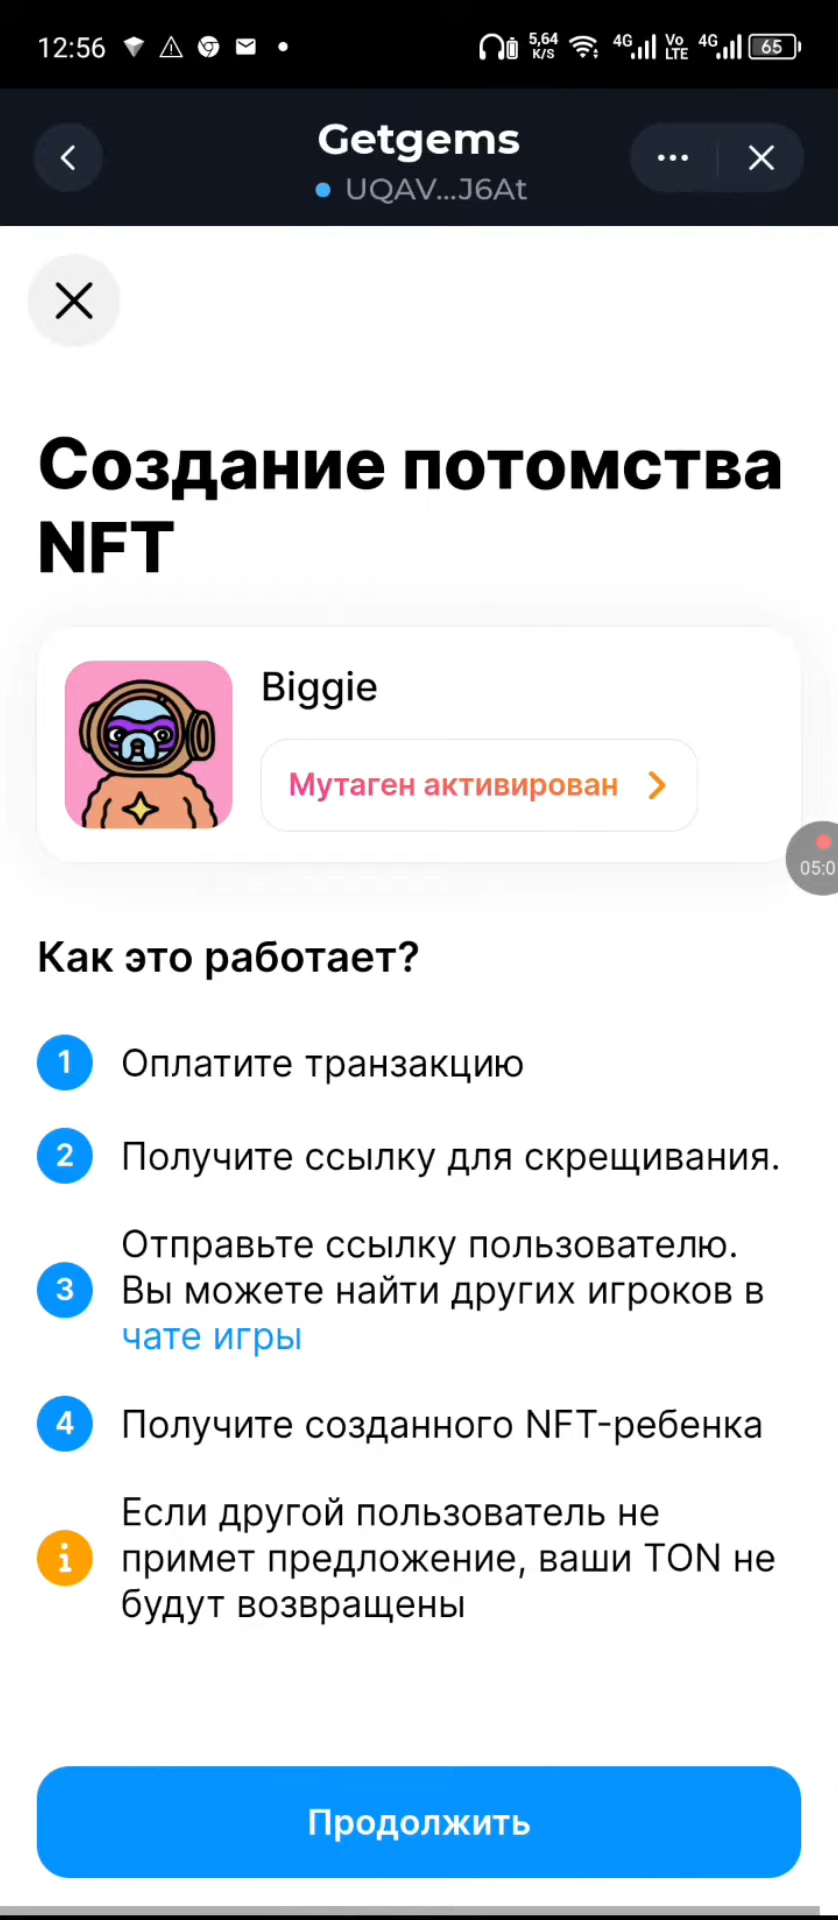 12:56
5,64
K/S
4G
Vo
LTE
4G
65
Getgems
UQAV...J6At
Создание потомства
NFT
Biggie
Мутаген активирован
05:0
Как это работает?
1 Оплатите транзакцию
2 Получите ссылку для скрещивания.
Отправьте ссылку пользователю.
3 Вы можете найти других игроков в
чате игры
4 Получите созданного NFT-ребенка
Если другой пользователь не
i примет предложение, ваши TON не
будут возвращены
Продолжить